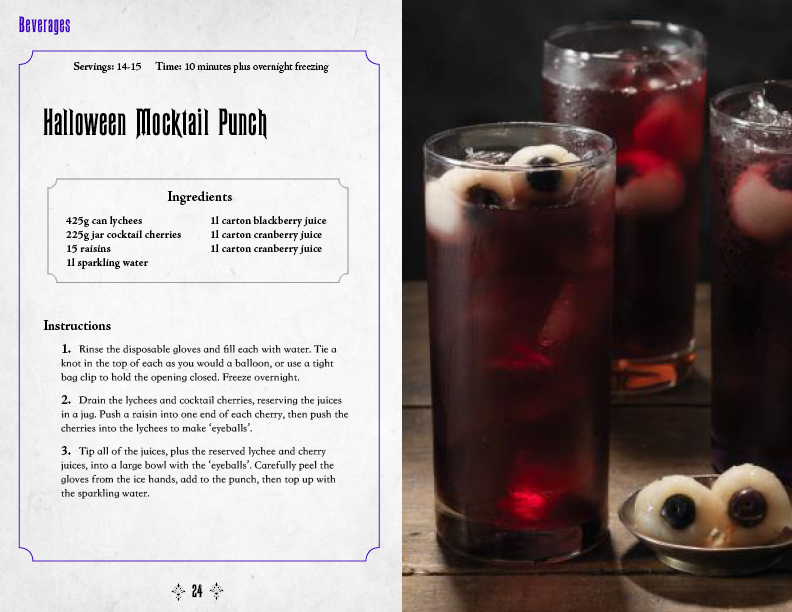 Beverages
Servings: 14-15 Time: 10 minutes plus overnight freezing
Halloween Mocktail Punch
Ingredients
425g can lychees
225g jar cocktail cherries
15 raisins
1l sparkling water
1l carton blackberry juice
1l carton cranberry juice
1l carton cranberry juice
Instructions
1. Rinse the disposable gloves and fill each with water. Tie a
knot in the top of each as you would a balloon, or use a tight
bag clip to hold the opening closed. Freeze overnight.
2. Drain the lychees and cocktail cherries, reserving the juices
in a jug. Push a raisin into one end of each cherry, then push the
cherries into the lychees to make ‘eyeballs’.
3. Tip all of the juices, plus the reserved lychee and cherry
juices, into a large bowl with the ‘eyeballs’. Carefully peel the
gloves from the ice hands, add to the punch, then top up with
the sparkling water.
24